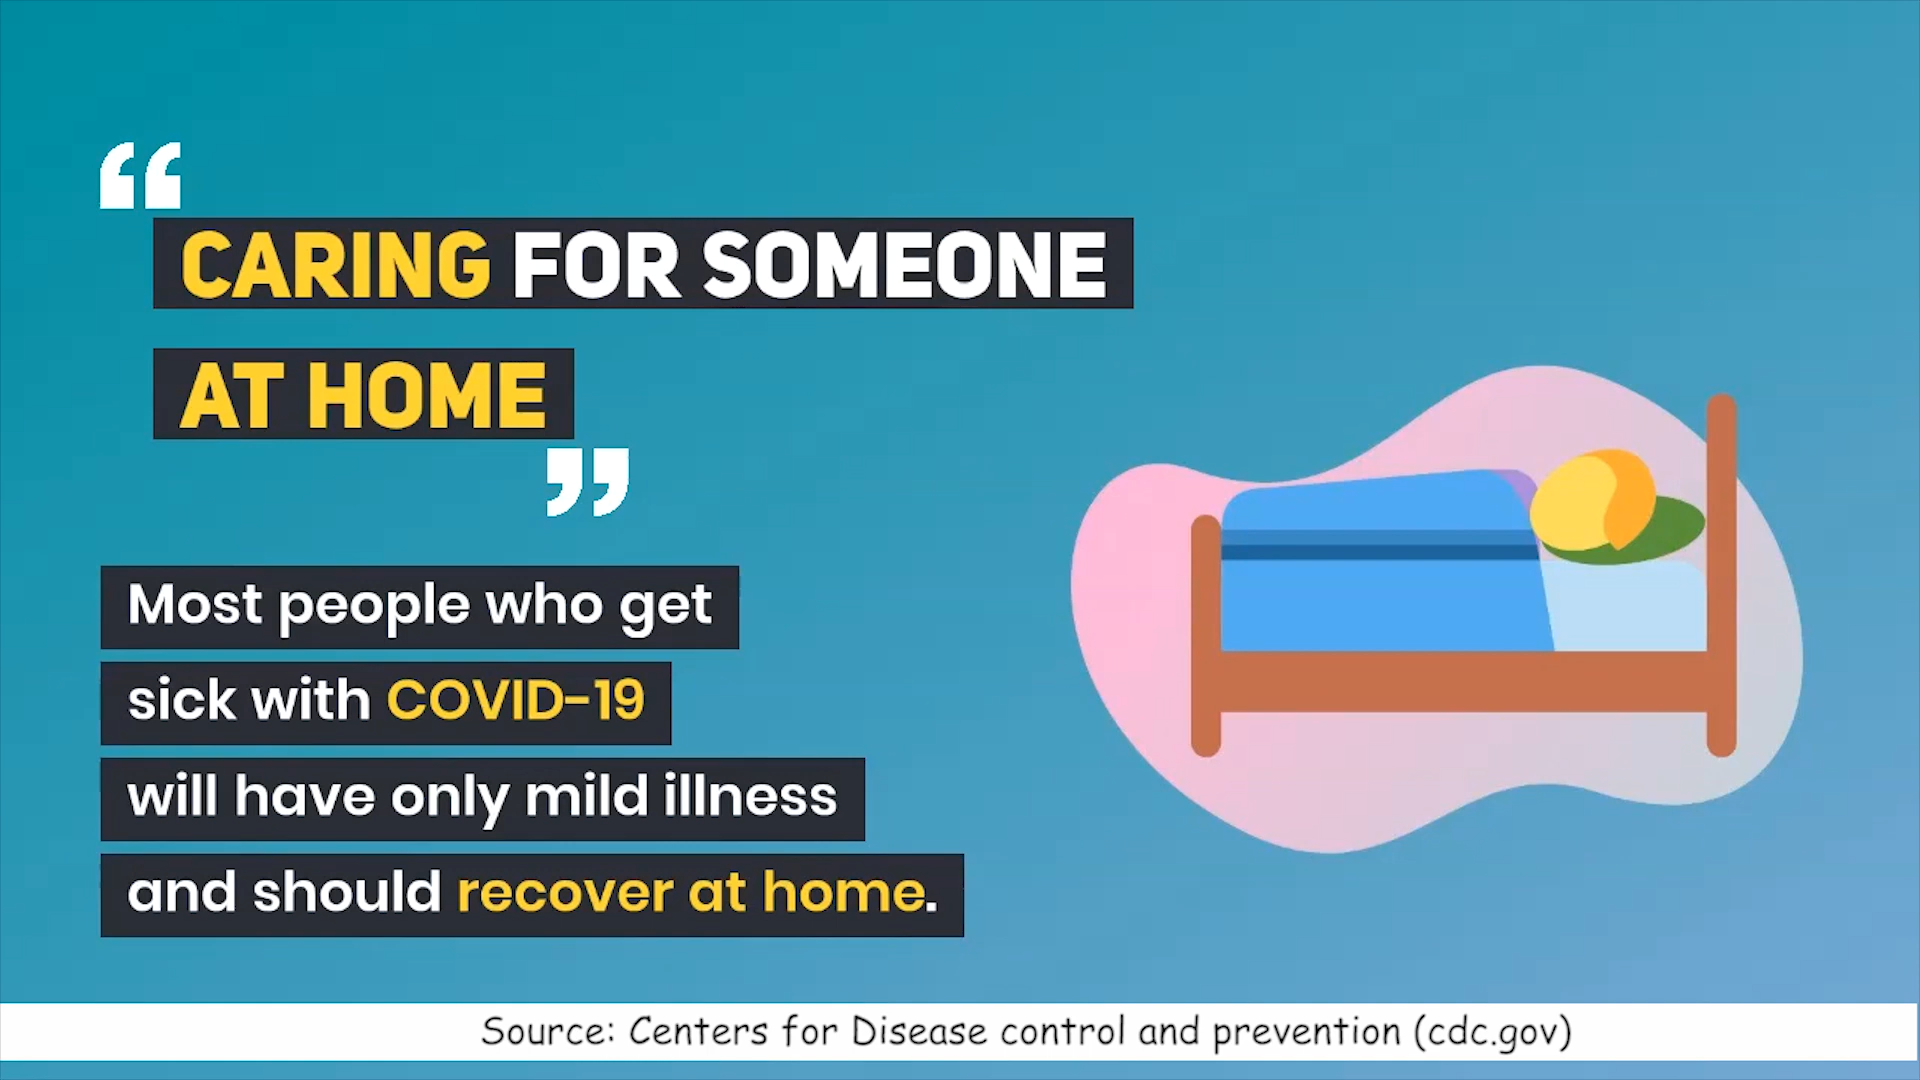 “
CARING FOR SOMEONE
AT HOME
”
Most people who get
sick with COVID-19
will have only mild illness
and should recover at home.
Source: Centers for Disease control and prevention (cdc.gov)